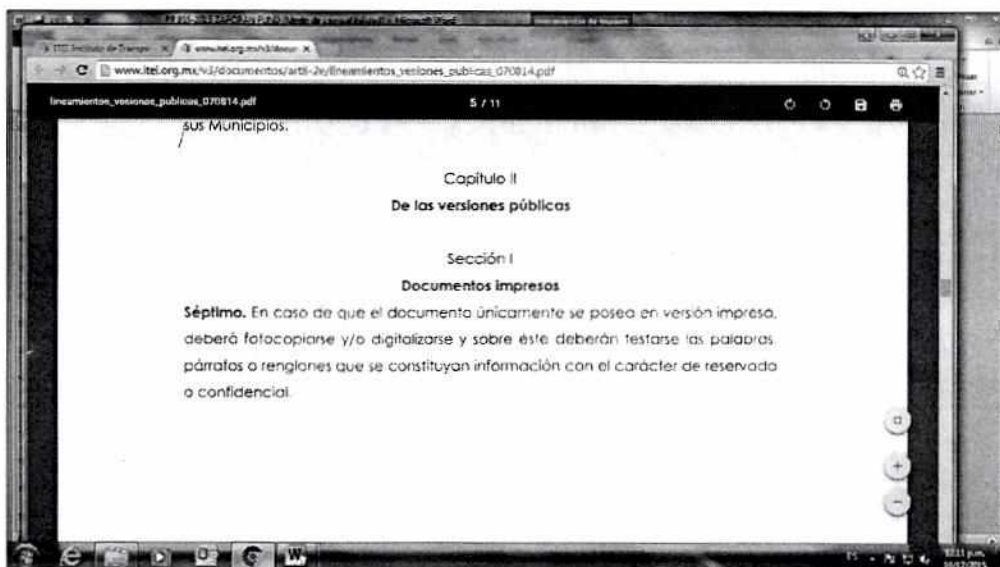 www.itei.org.mx/v3/documentos/art8-2e/lineamientos_versiones_publicas_070814.pdf
lineamientos_vesiones_publicas_070814.pdf
5 / 11
sus Municipios.
Capítulo II
De las versiones públicas
Sección I
Documentos impresos
Séptimo. En caso de que el documento únicamente se posea en versión impresa,
deberá fotocopiarse y/o digitalizarse y sobre éste deberán testarse las palabras,
párrafos o renglones que se constituyan información con el carácter de reservada
o confidencial.
ES